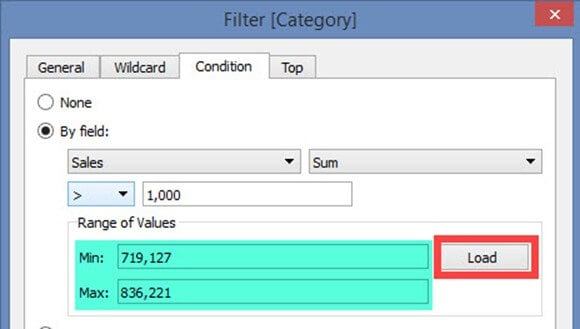 Filter [Category]
General Wildcard Condition Top
None
By field:
Sales Sum
> 1,000
Range of Values
Min: 719,127 Load
Max: 836,221